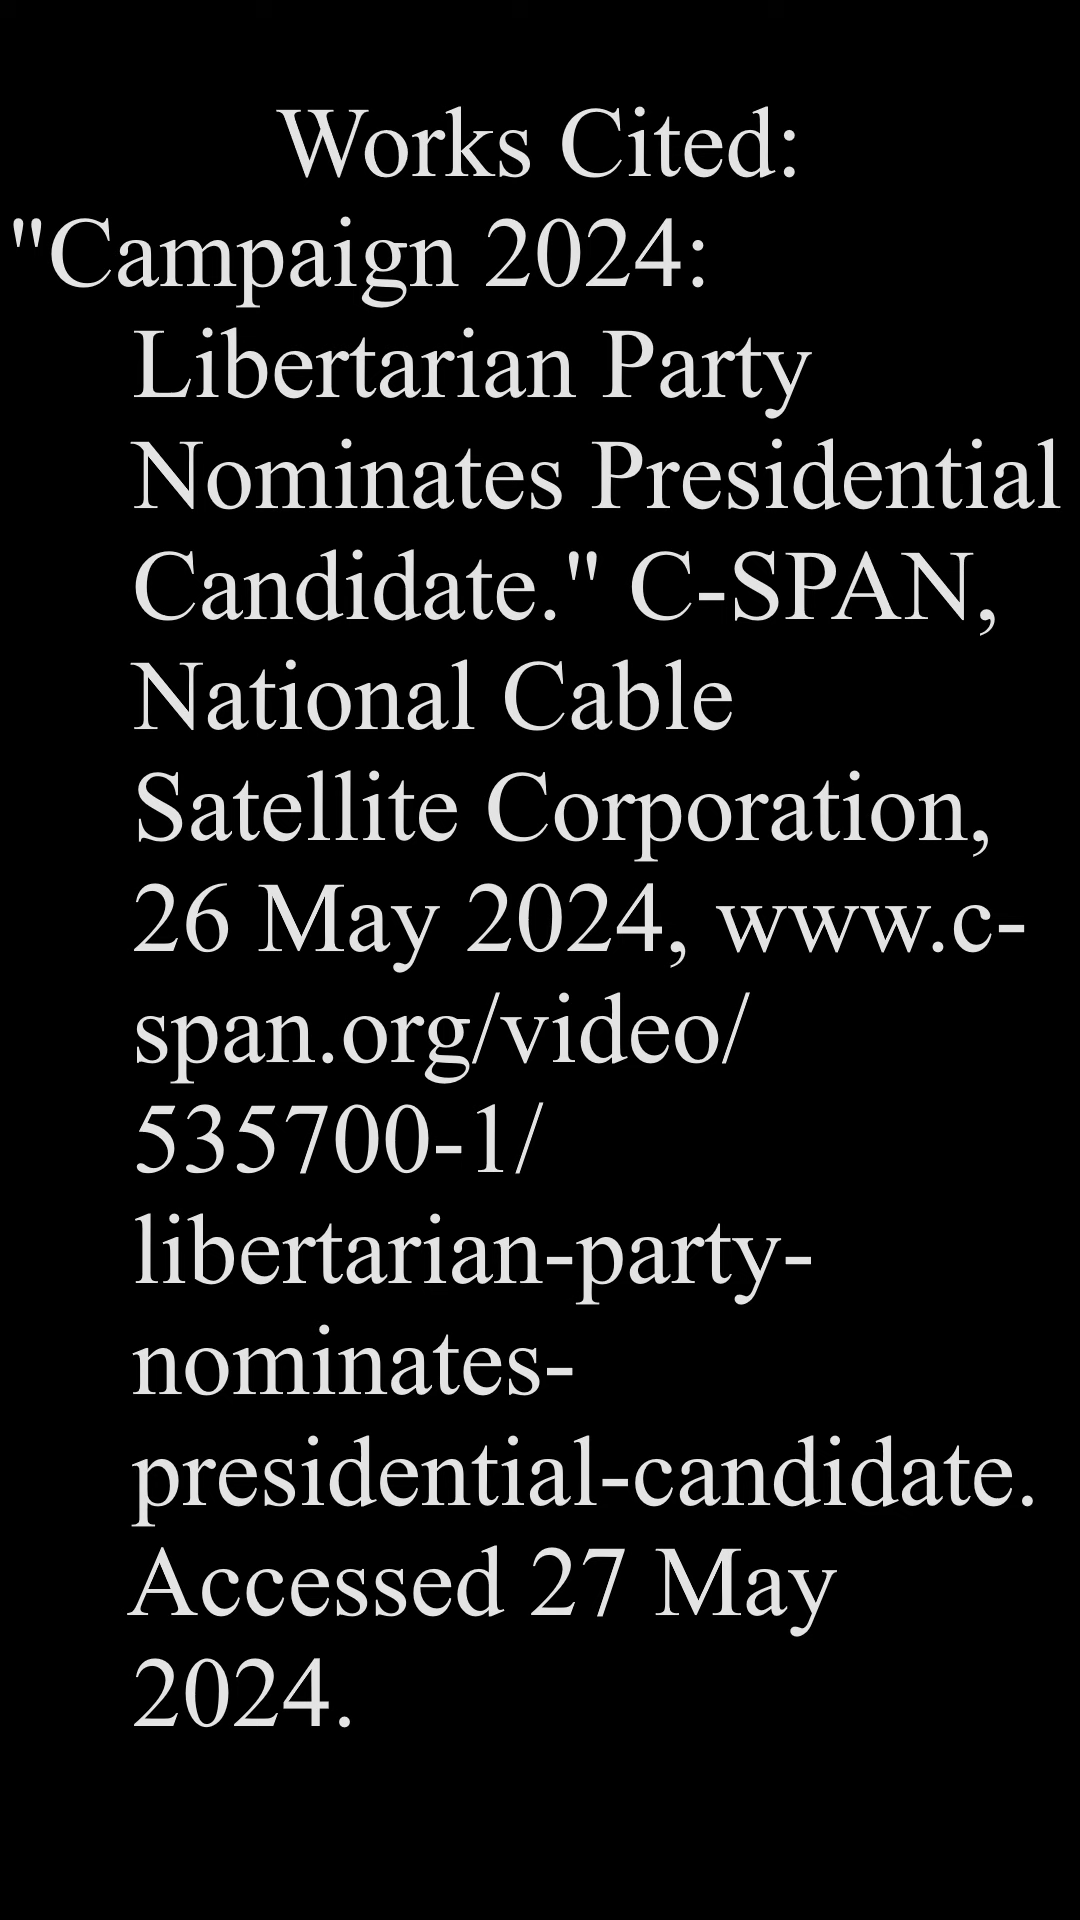 Works Cited:
"Campaign 2024:
Libertarian Party
Nominates Presidential
Candidate." C-SPAN,
National Cable
Satellite Corporation,
26 May 2024, www.c-
span.org/video/
535700-1/
libertarian-party-
nominates-
presidential-candidate.
Accessed 27 May
2024.